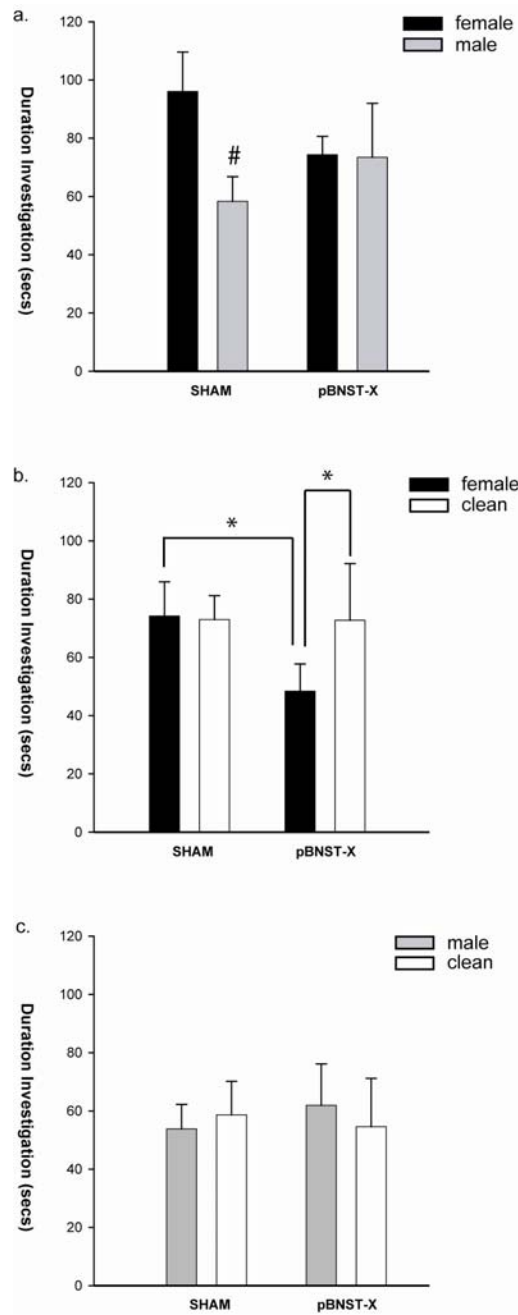 a.
female
male
Duration Investigation (secs)
120
100
80
60
40
20
0
#
SHAM
pBNST-X
b.
female
clean
Duration Investigation (secs)
120
100
80
60
40
20
0
*
*
SHAM
pBNST-X
c.
male
clean
Duration Investigation (secs)
120
100
80
60
40
20
0
SHAM
pBNST-X